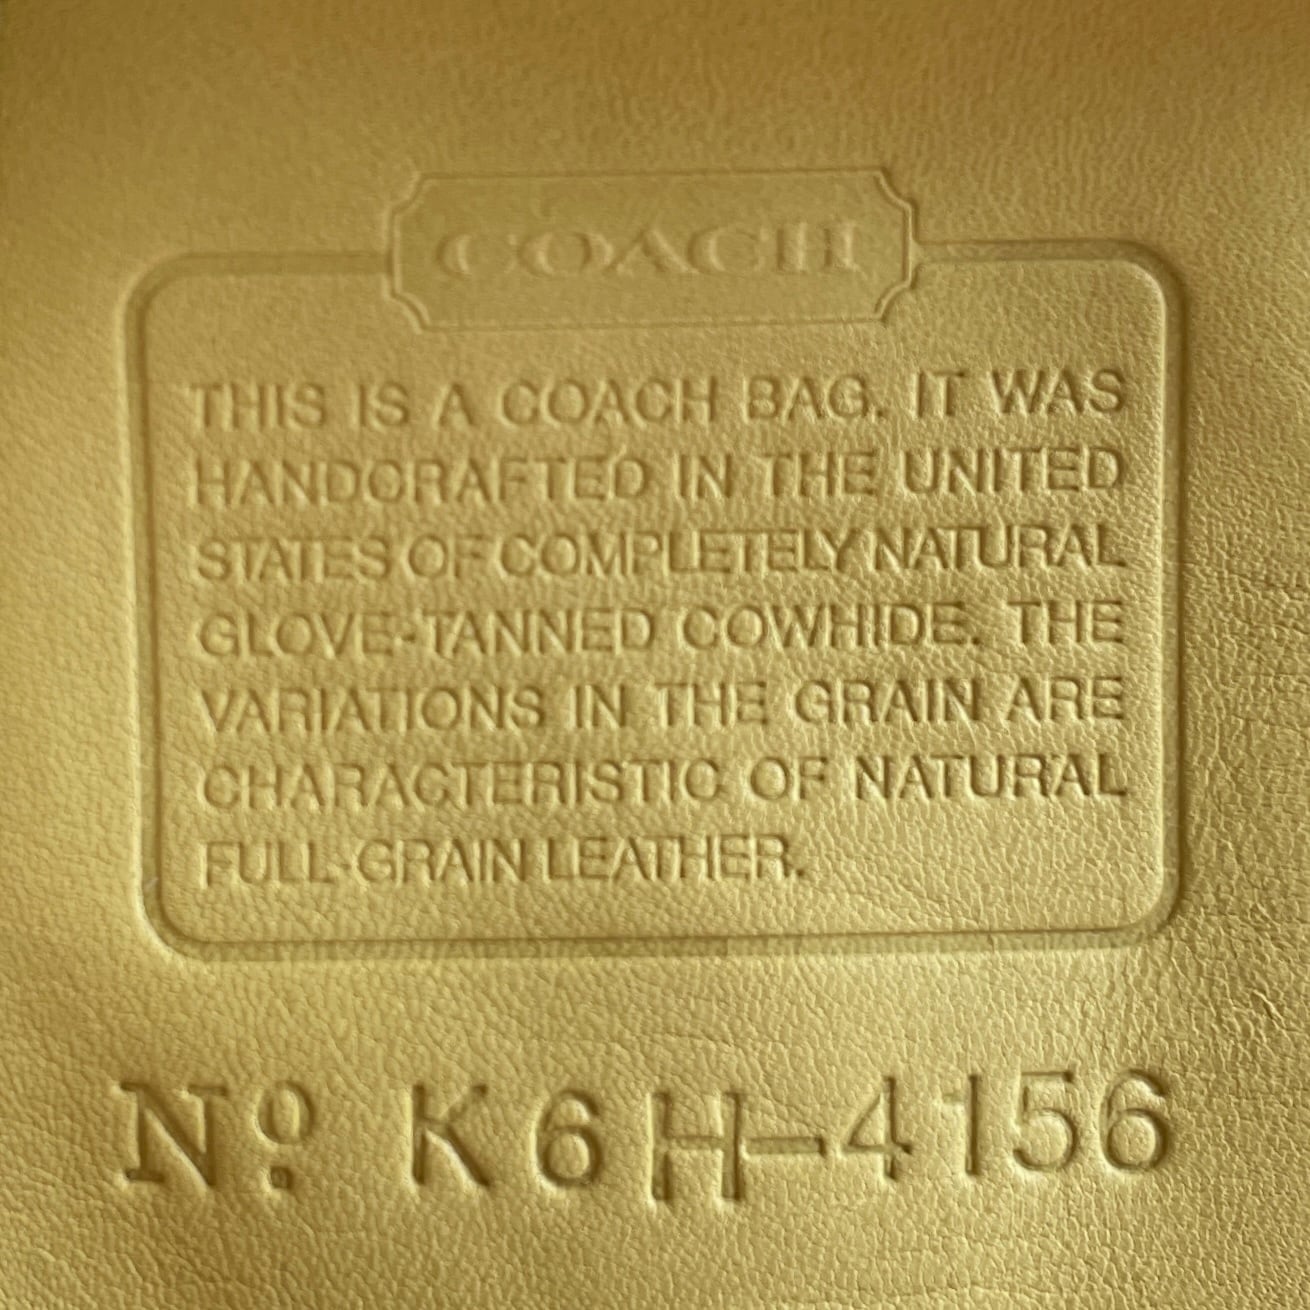 COACH
THIS IS A COACH BAG. IT WAS
HANDCRAFTED IN THE UNITED
STATES OF COMPLETELY NATURAL
GLOVE-TANNED COWHIDE. THE
VARIATIONS IN THE GRAIN ARE
CHARACTERISTIC OF NATURAL
FULL-GRAIN LEATHER.
Nº K6H-4156